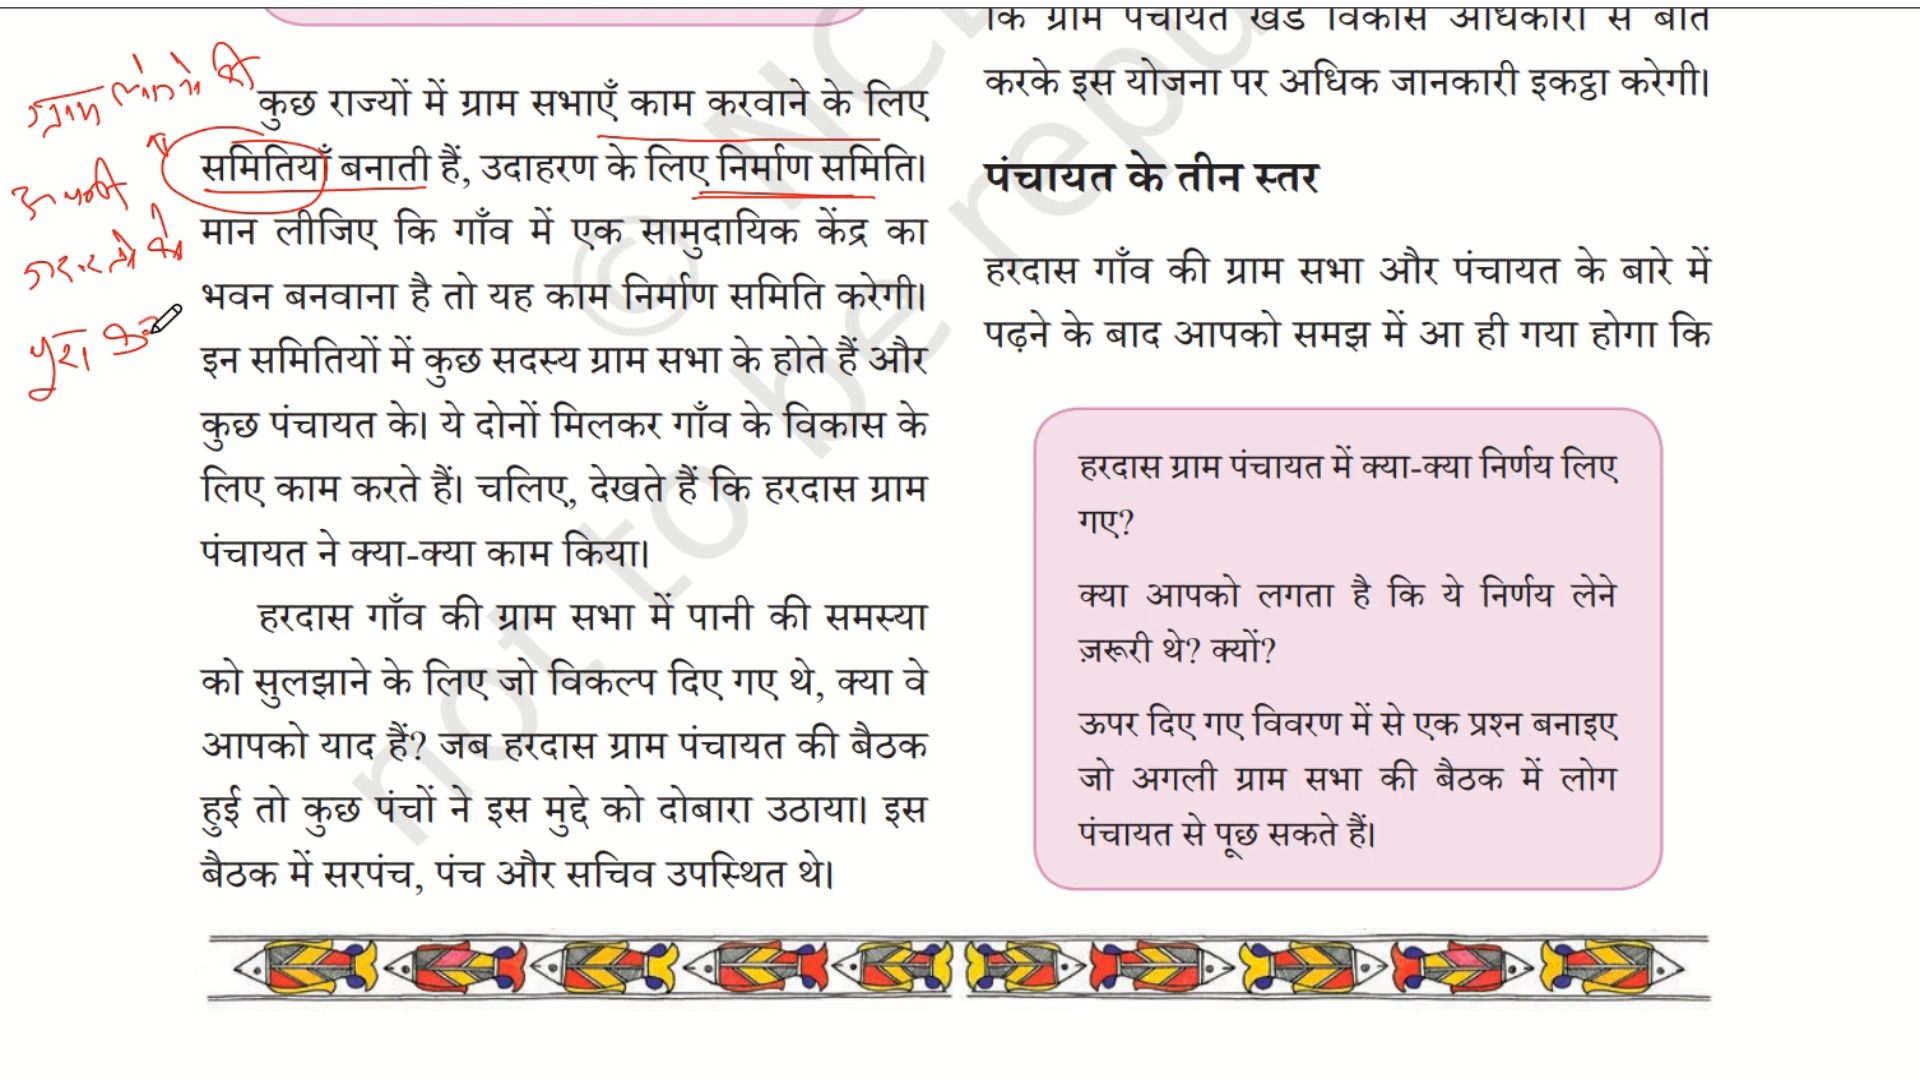 कुछ राज्यों में ग्राम सभाएँ काम करवाने के लिए
समितियाँ बनाती हैं, उदाहरण के लिए निर्माण समिति।
मान लीजिए कि गाँव में एक सामुदायिक केंद्र का
भवन बनवाना है तो यह काम निर्माण समिति करेगी।
इन समितियों में कुछ सदस्य ग्राम सभा के होते हैं और
कुछ पंचायत के। ये दोनों मिलकर गाँव के विकास के
लिए काम करते हैं। चलिए, देखते हैं कि हरदास ग्राम
पंचायत ने क्या-क्या काम किया।
हरदास गाँव की ग्राम सभा में पानी की समस्या
को सुलझाने के लिए जो विकल्प दिए गए थे, क्या वे
आपको याद हैं? जब हरदास ग्राम पंचायत की बैठक
हुई तो कुछ पंचों ने इस मुद्दे को दोबारा उठाया। इस
बैठक में सरपंच, पंच और सचिव उपस्थित थे।
कि ग्राम पंचायत खंड विकास अधिकारी से बात
करके इस योजना पर अधिक जानकारी इकट्ठा करेगी।
पंचायत के तीन स्तर
हरदास गाँव की ग्राम सभा और पंचायत के बारे में
पढ़ने के बाद आपको समझ में आ ही गया होगा कि
हरदास ग्राम पंचायत में क्या-क्या निर्णय लिए
गए?
क्या आपको लगता है कि ये निर्णय लेने
ज़रूरी थे? क्यों?
ऊपर दिए गए विवरण में से एक प्रश्न बनाइए
जो अगली ग्राम सभा की बैठक में लोग
पंचायत से पूछ सकते हैं।
not to be repu
©